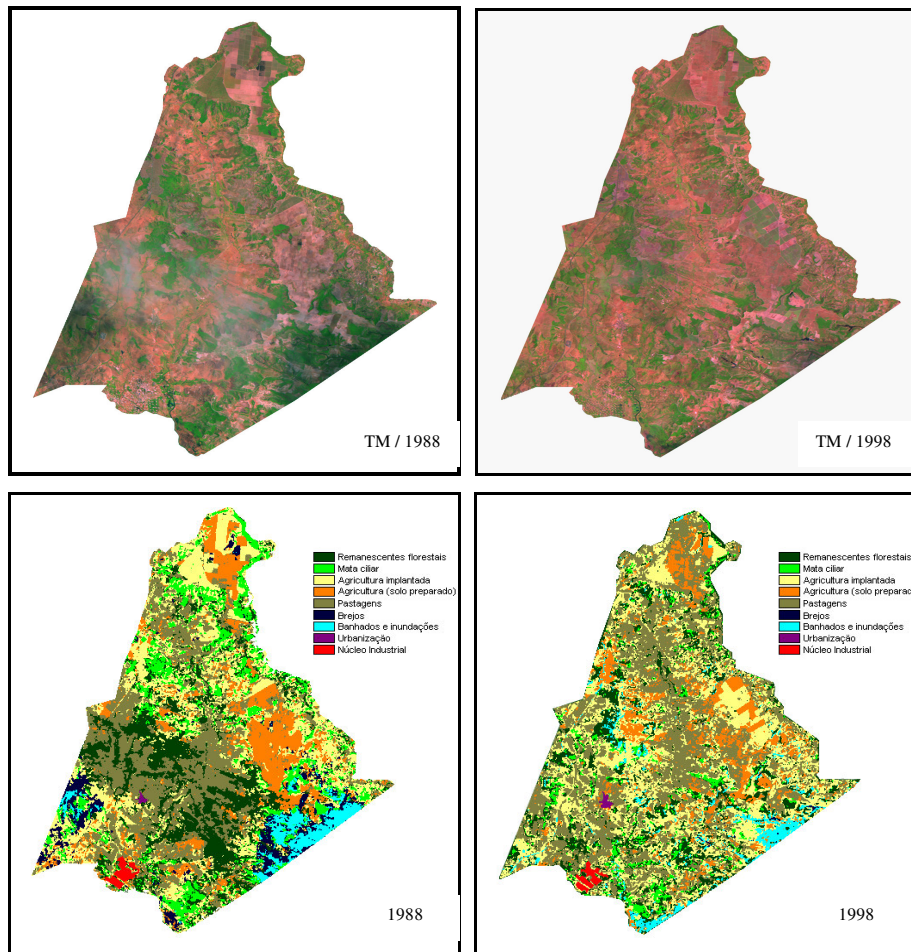 TM / 1988
TM / 1998
Remanescentes florestais
Mata ciliar
Agricultura implantada
Agricultura (solo preparado)
Pastagens
Brejos
Banhados e inundações
Urbanização
Núcleo Industrial
1988
Remanescentes florestais
Mata ciliar
Agricultura implantada
Agricultura (solo preparad
Pastagens
Brejos
Banhados e inundações
Urbanização
Núcleo Industrial
1998